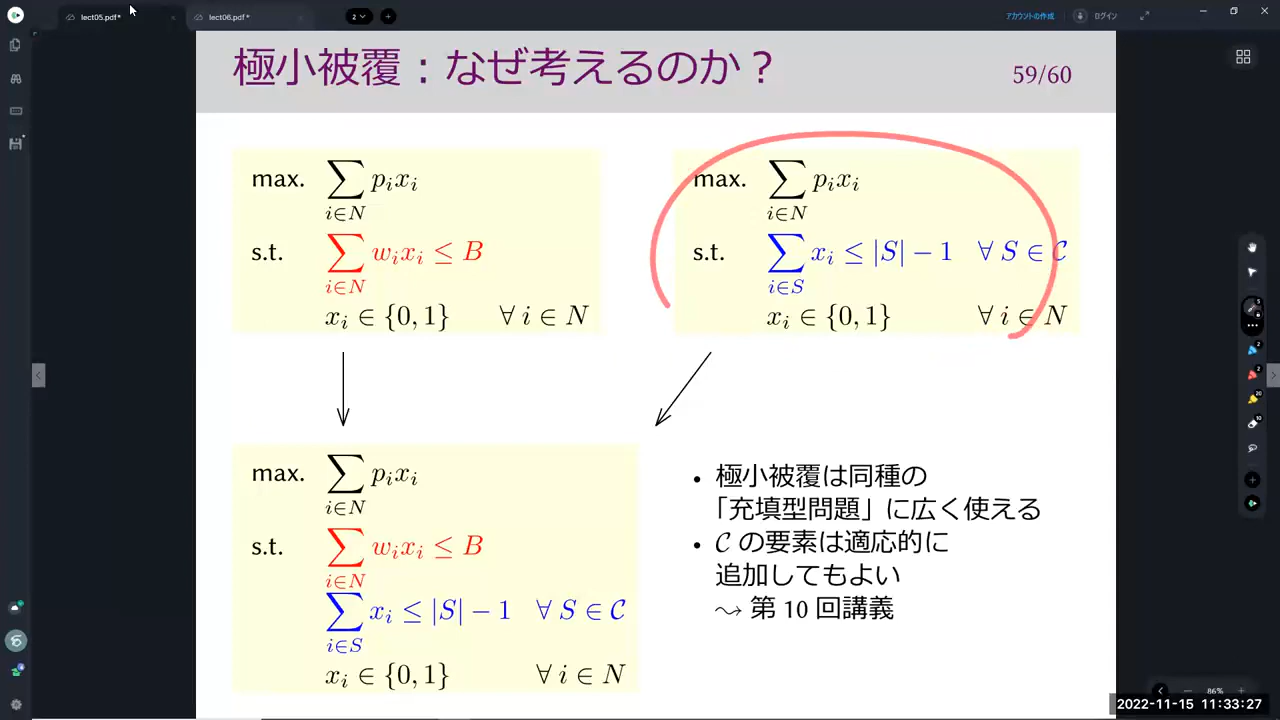 lect05.pdf*
lect06.pdf*
2
アカウントの作成
ログイン
極小被覆：なぜ考えるのか？
59/60
max. ∑_{i∈N} p_i x_i
s.t. ∑_{i∈N} w_i x_i ≤ B
x_i ∈ {0, 1} ∀ i ∈ N
max. ∑_{i∈N} p_i x_i
s.t. ∑_{i∈S} x_i ≤ |S| − 1 ∀ S ∈ 𝒞
x_i ∈ {0, 1} ∀ i ∈ N
max. ∑_{i∈N} p_i x_i
s.t. ∑_{i∈N} w_i x_i ≤ B
∑_{i∈S} x_i ≤ |S| − 1 ∀ S ∈ 𝒞
x_i ∈ {0, 1} ∀ i ∈ N
• 極小被覆は同種の
「充填型問題」に広く使える
• 𝒞 の要素は適応的に
追加してもよい
⇝ 第 10 回講義
86%
2022-11-15 11:33:27